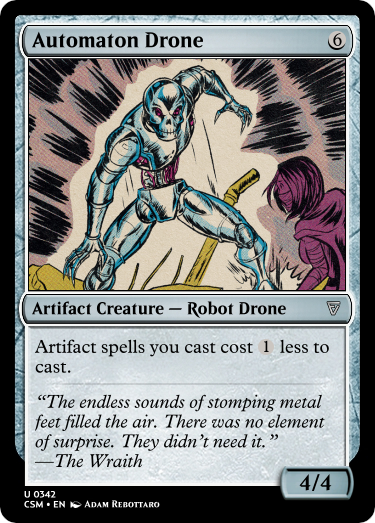 Automaton Drone 6
Artifact Creature — Robot Drone
Artifact spells you cast cost 1 less to
cast.
“The endless sounds of stomping metal
feet filled the air. There was no element
of surprise. They didn’t need it.”
—The Wraith
4/4
U 0342
CSM • EN Adam Rebottaro